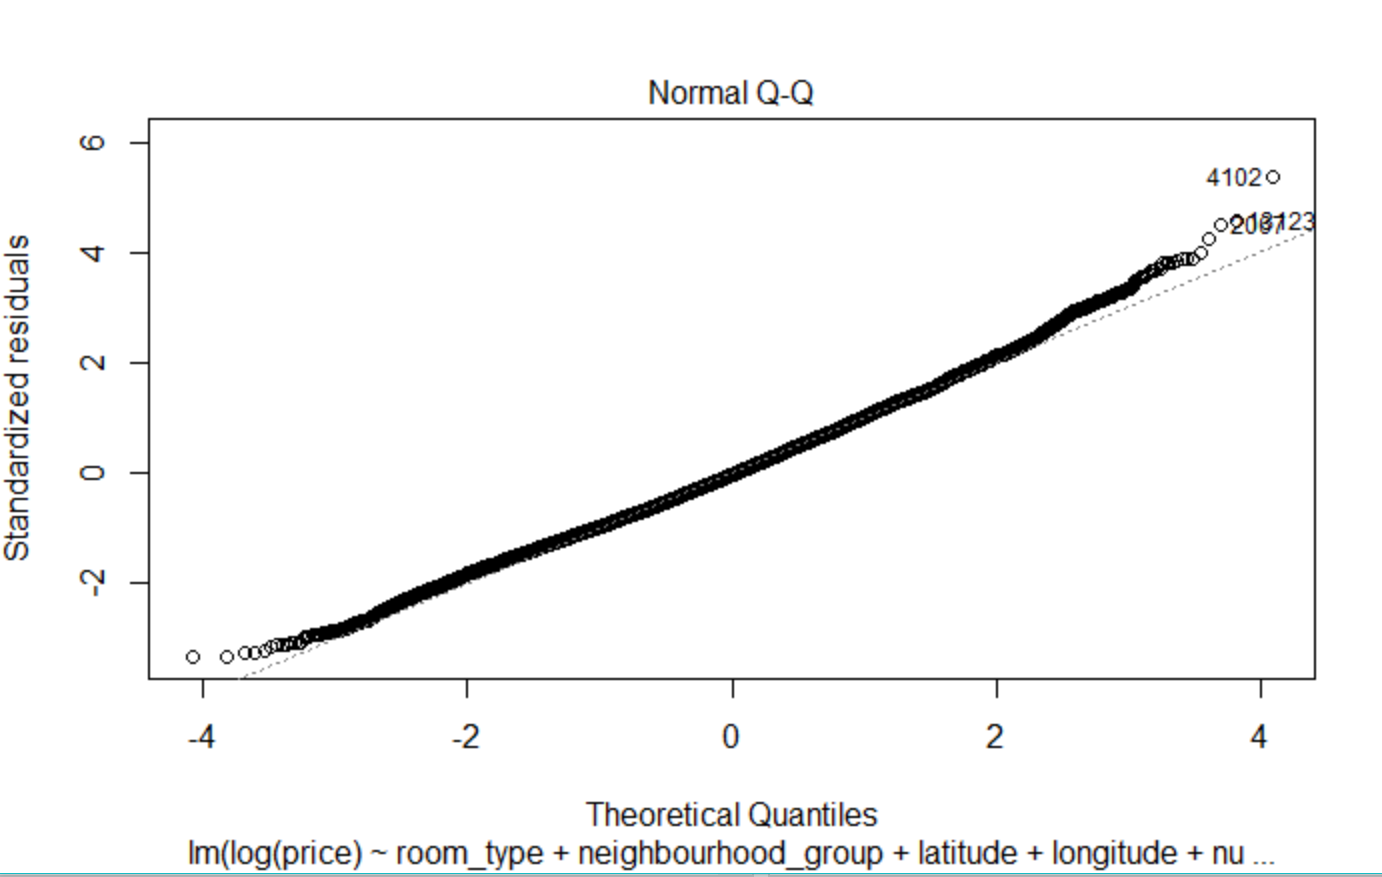 Normal Q-Q
Standardized residuals
6
4
2
0
-2
4102
-4
-2
0
2
4
Theoretical Quantiles
lm(log(price) ~ room_type + neighbourhood_group + latitude + longitude + nu ...